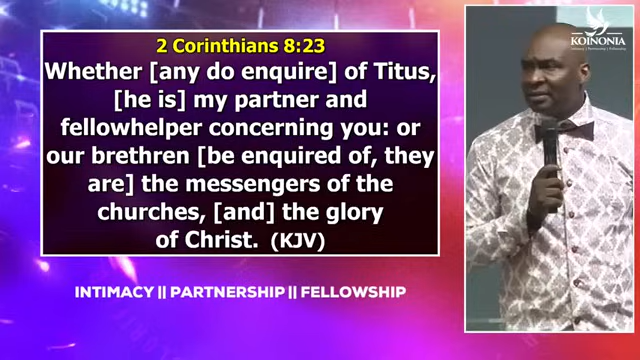 2 Corinthians 8:23
Whether [any do enquire] of Titus,
[he is] my partner and
fellowhelper concerning you: or
our brethren [be enquired of, they
are] the messengers of the
churches, [and] the glory
of Christ. (KJV)
INTIMACY || PARTNERSHIP || FELLOWSHIP
KOINONIA